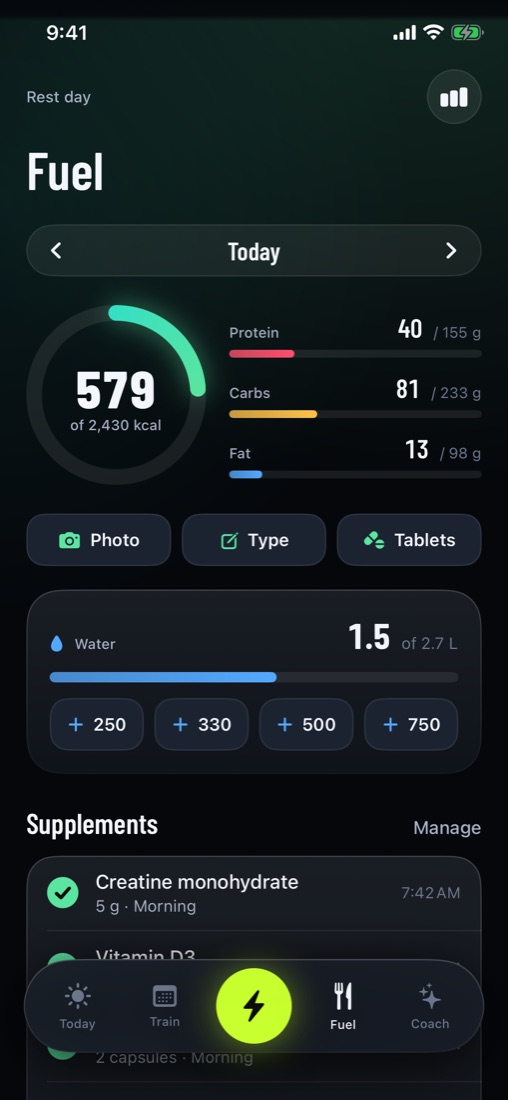 9:41
Rest day
Fuel
Today
579
of 2,430 kcal
Protein 40 / 155 g
Carbs 81 / 233 g
Fat 13 / 98 g
Photo Type Tablets
Water 1.5 of 2.7 L
+ 250 + 330 + 500 + 750
Supplements Manage
Creatine monohydrate
5 g · Morning 7:42 AM
Vitamin D3
Today Train Fuel Coach
2 capsules · Morning